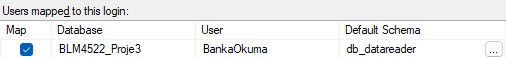 Users mapped to this login:
Map Database User Default Schema
BLM4522_Proje3 BankaOkuma db_datareader ...